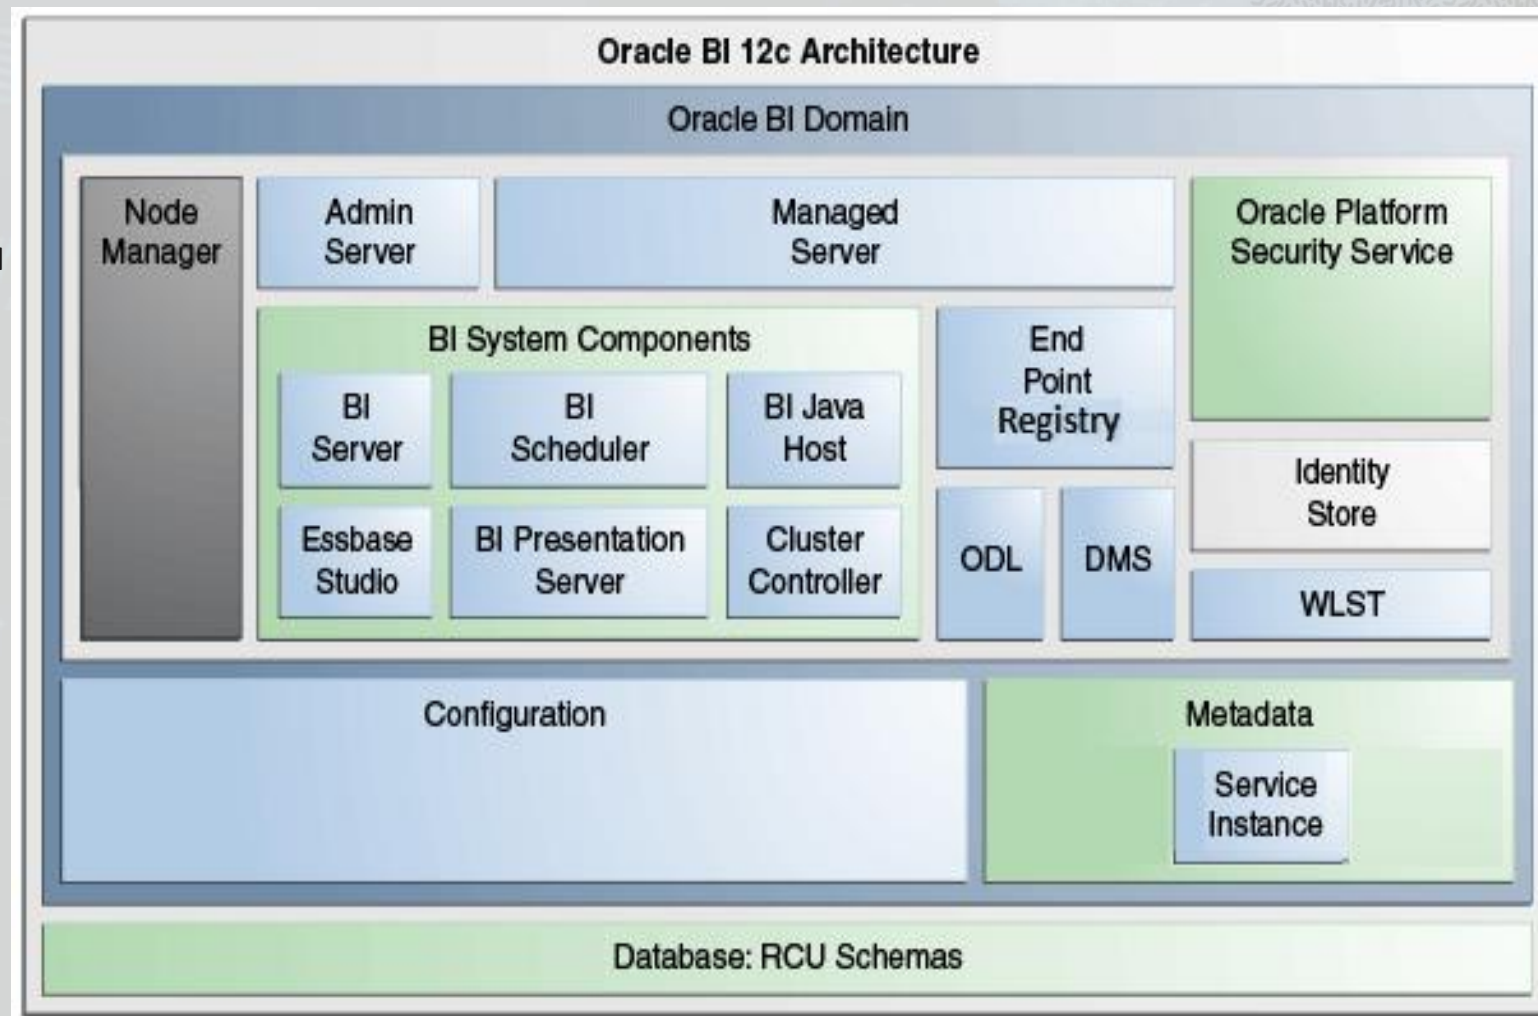 Oracle BI 12c Architecture
Oracle BI Domain
Node
Manager
Admin
Server
Managed
Server
Oracle Platform
Security Service
BI System Components
BI
Server
BI
Scheduler
BI Java
Host
Essbase
Studio
BI Presentation
Server
Cluster
Controller
End
Point
Registry
ODL
DMS
Identity
Store
WLST
Configuration
Metadata
Service
Instance
Database: RCU Schemas